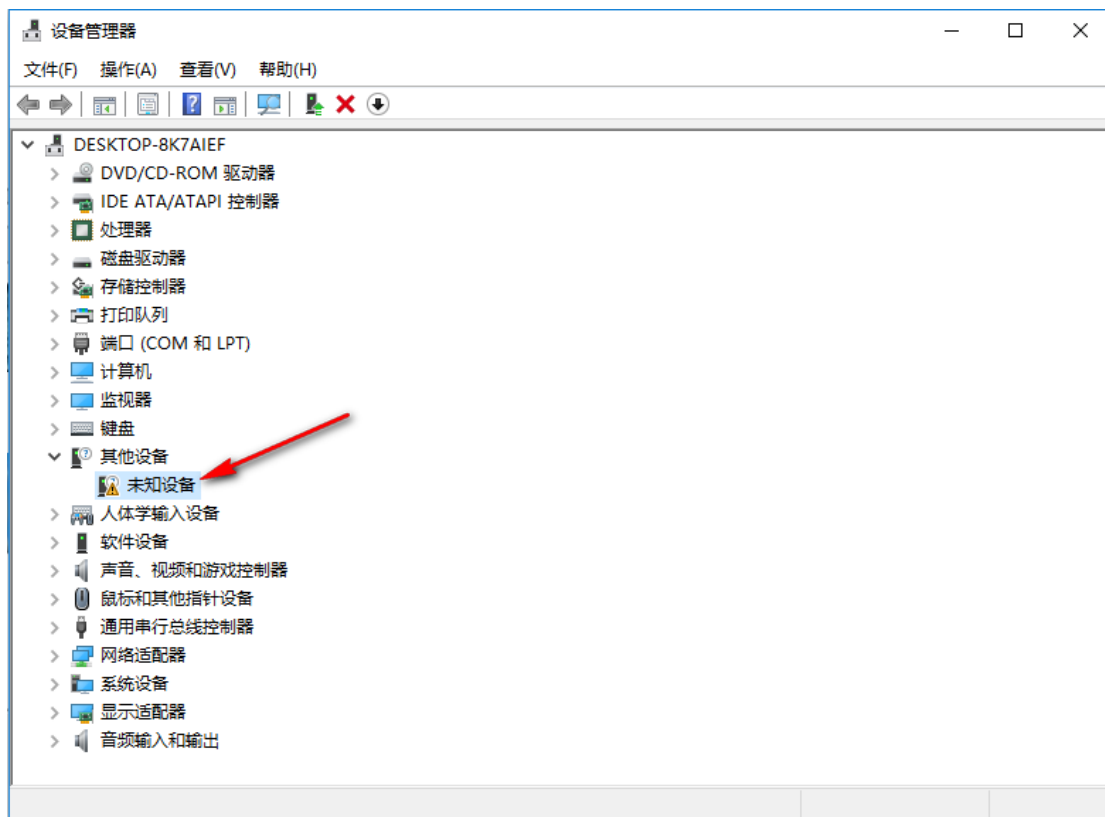 设备管理器
文件(F) 操作(A) 查看(V) 帮助(H)
DESKTOP-8K7AIEF
DVD/CD-ROM 驱动器
IDE ATA/ATAPI 控制器
处理器
磁盘驱动器
存储控制器
打印队列
端口 (COM 和 LPT)
计算机
监视器
键盘
其他设备
未知设备
人体学输入设备
软件设备
声音、视频和游戏控制器
鼠标和其他指针设备
通用串行总线控制器
网络适配器
系统设备
显示适配器
音频输入和输出